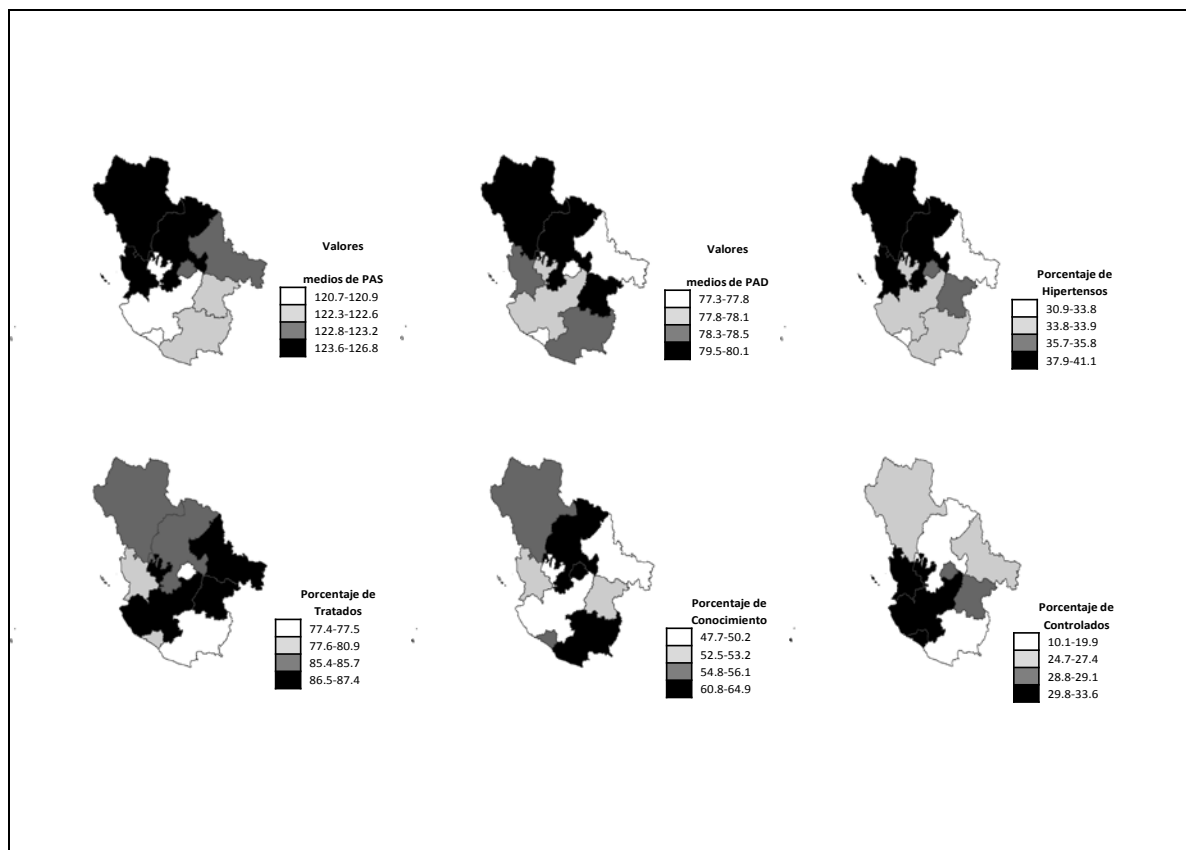 Valores
medios de PAS
120.7-120.9
122.3-122.6
122.8-123.2
123.6-126.8
Valores
medios de PAD
77.3-77.8
77.8-78.1
78.3-78.5
79.5-80.1
Porcentaje de
Hipertensos
30.9-33.8
33.8-33.9
35.7-35.8
37.9-41.1
Porcentaje de
Tratados
77.4-77.5
77.6-80.9
85.4-85.7
86.5-87.4
Porcentaje de
Conocimiento
47.7-50.2
52.5-53.2
54.8-56.1
60.8-64.9
Porcentaje de
Controlados
10.1-19.9
24.7-27.4
28.8-29.1
29.8-33.6